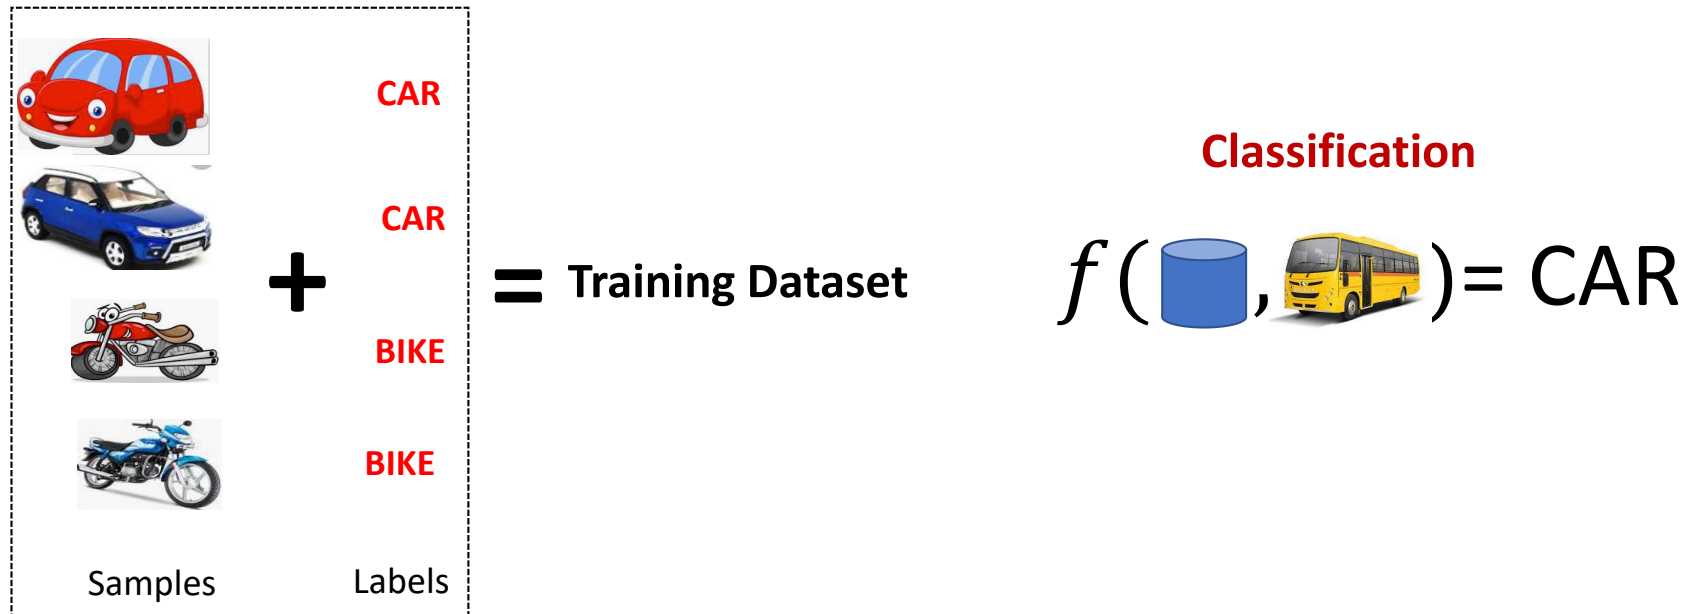 CAR
CAR
BIKE
BIKE
Samples Labels
+
= Training Dataset
Classification
f( , )= CAR